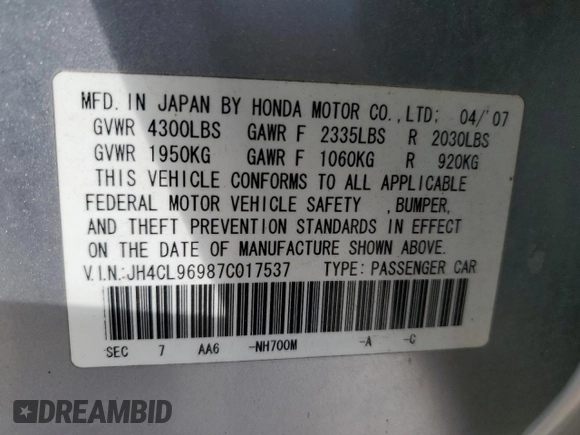 MFD. IN JAPAN BY HONDA MOTOR CO.,LTD; 04/'07
GVWR 4300LBS GAWR F 2335LBS R 2030LBS
GVWR 1950KG GAWR F 1060KG R 920KG
THIS VEHICLE CONFORMS TO ALL APPLICABLE
FEDERAL MOTOR VEHICLE SAFETY ,BUMPER,
AND THEFT PREVENTION STANDARDS IN EFFECT
ON THE DATE OF MANUFACTURE SHOWN ABOVE.
V.I.N.:JH4CL96987C017537 TYPE: PASSENGER CAR
SEC 7 AA6 -NH700M -A -C
DREAMBID